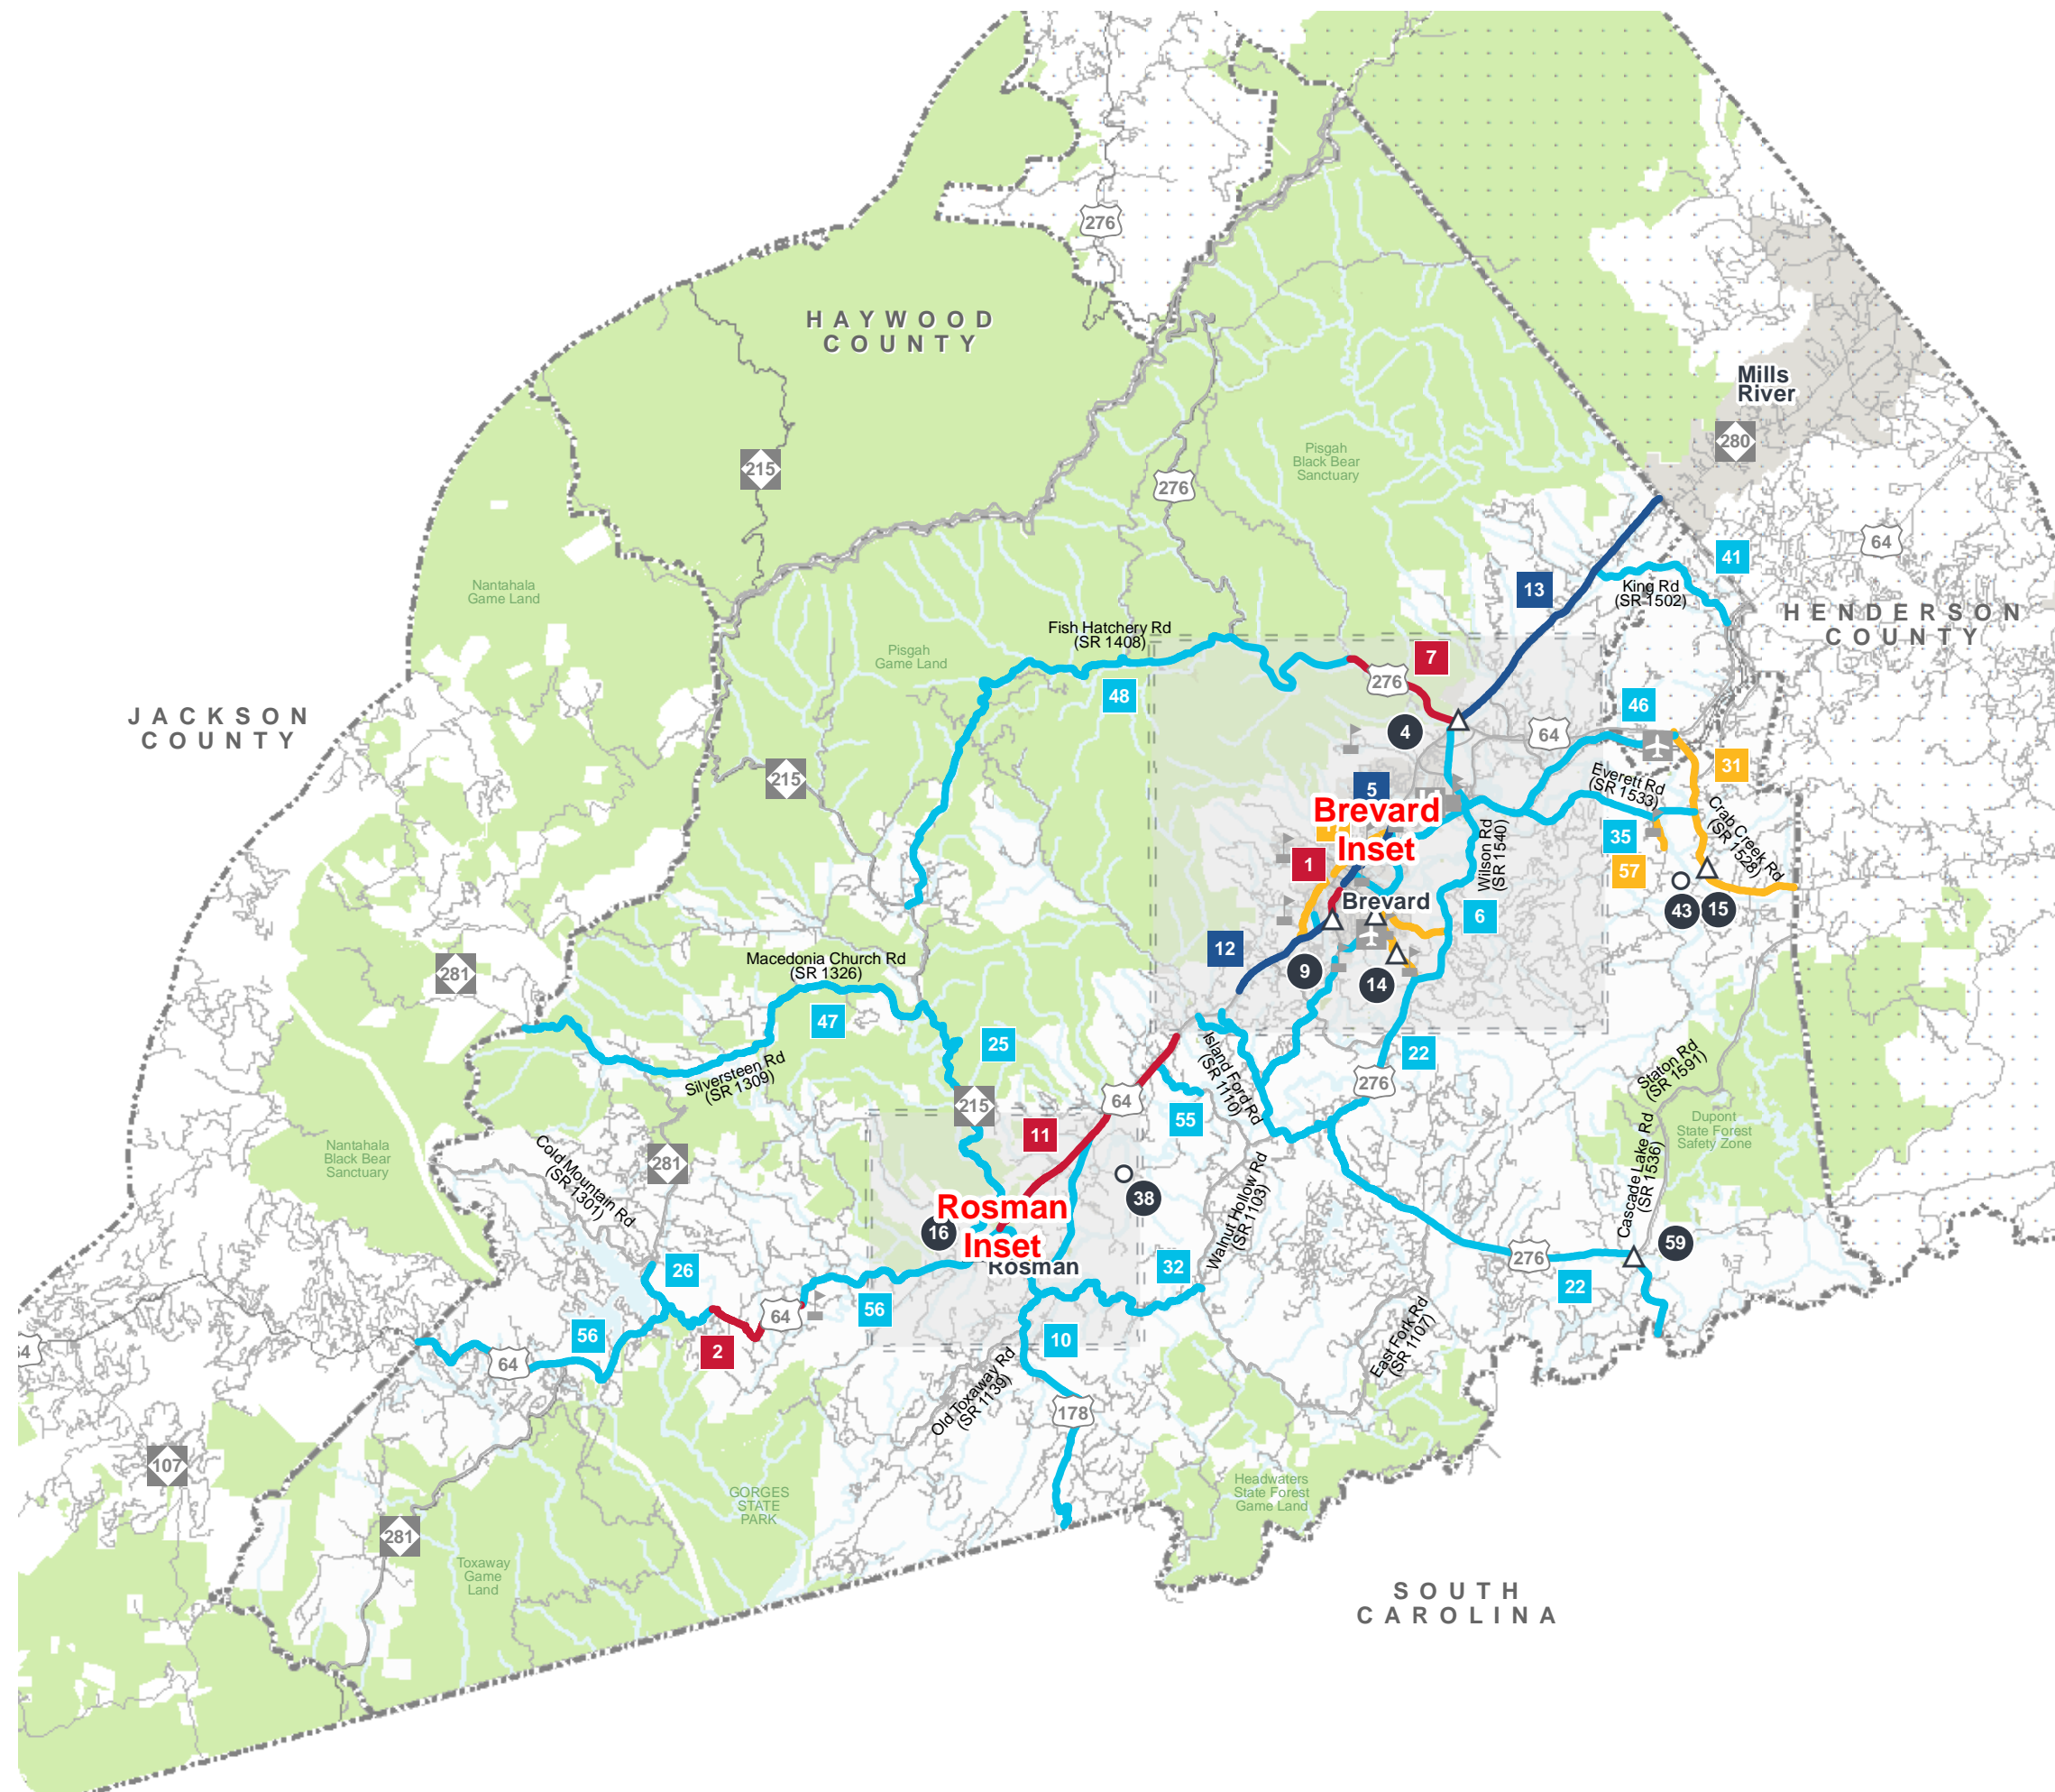 276
HAYWOOD
COUNTY
Mills
River
280
215
Pisgah
Black Bear
Sanctuary
276
64
41
13
King Rd
(SR 1502)
Nantahala
Game Land
HENDERSON
COUNTY
Fish Hatchery Rd
(SR 1408)
Pisgah
Game Land
7
276
48
46
JACKSON
COUNTY
4
64
31
215
5
Everett Rd
(SR 1533)
Brevard
Inset
Crab Creek Rd
(SR 1528)
35
Wilson Rd
(SR 1540)
1
57
Brevard
43
15
6
12
9
14
Macedonia Church Rd
(SR 1326)
281
47
25
22
Island Ford Rd
(SR 1110)
Silversteen Rd
(SR 1309)
Staton Rd
(SR 1591)
276
215
64
55
11
Dupont
State Forest
Safety Zone
Nantahala
Black Bear
Sanctuary
Cold Mountain Rd
(SR 1301)
281
38
Walnut Hollow Rd
(SR 1103)
Cascade Lake Rd
(SR 1536)
Rosman
Inset
16
Rosman
59
276
26
32
22
56
64
56
10
2
64
64
East Fork Rd
(SR 1107)
Old Toxaway Rd
(SR 1139)
178
107
GORGES
STATE
PARK
Headwaters
State Forest
Game Land
281
Toxaway
Game
Land
SOUTH
CAROLINA